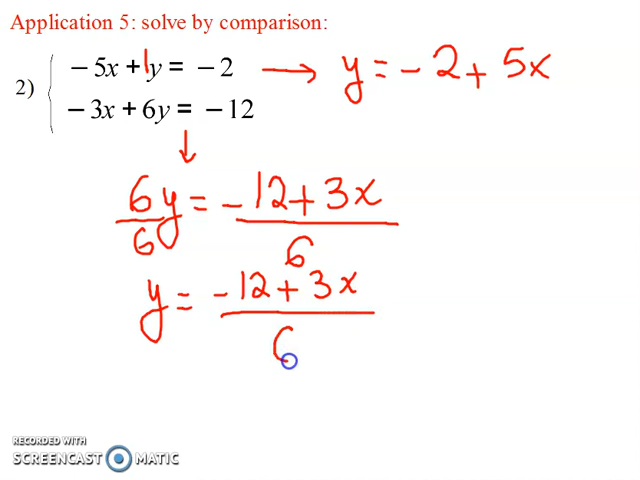 Application 5: solve by comparison:
2) { − 5x + 1y = − 2 → y = − 2 + 5x
− 3x + 6y = − 12
↓
6y/6 = (− 12 + 3x)/6
y = (− 12 + 3x)/6
RECORDED WITH
SCREENCAST MATIC